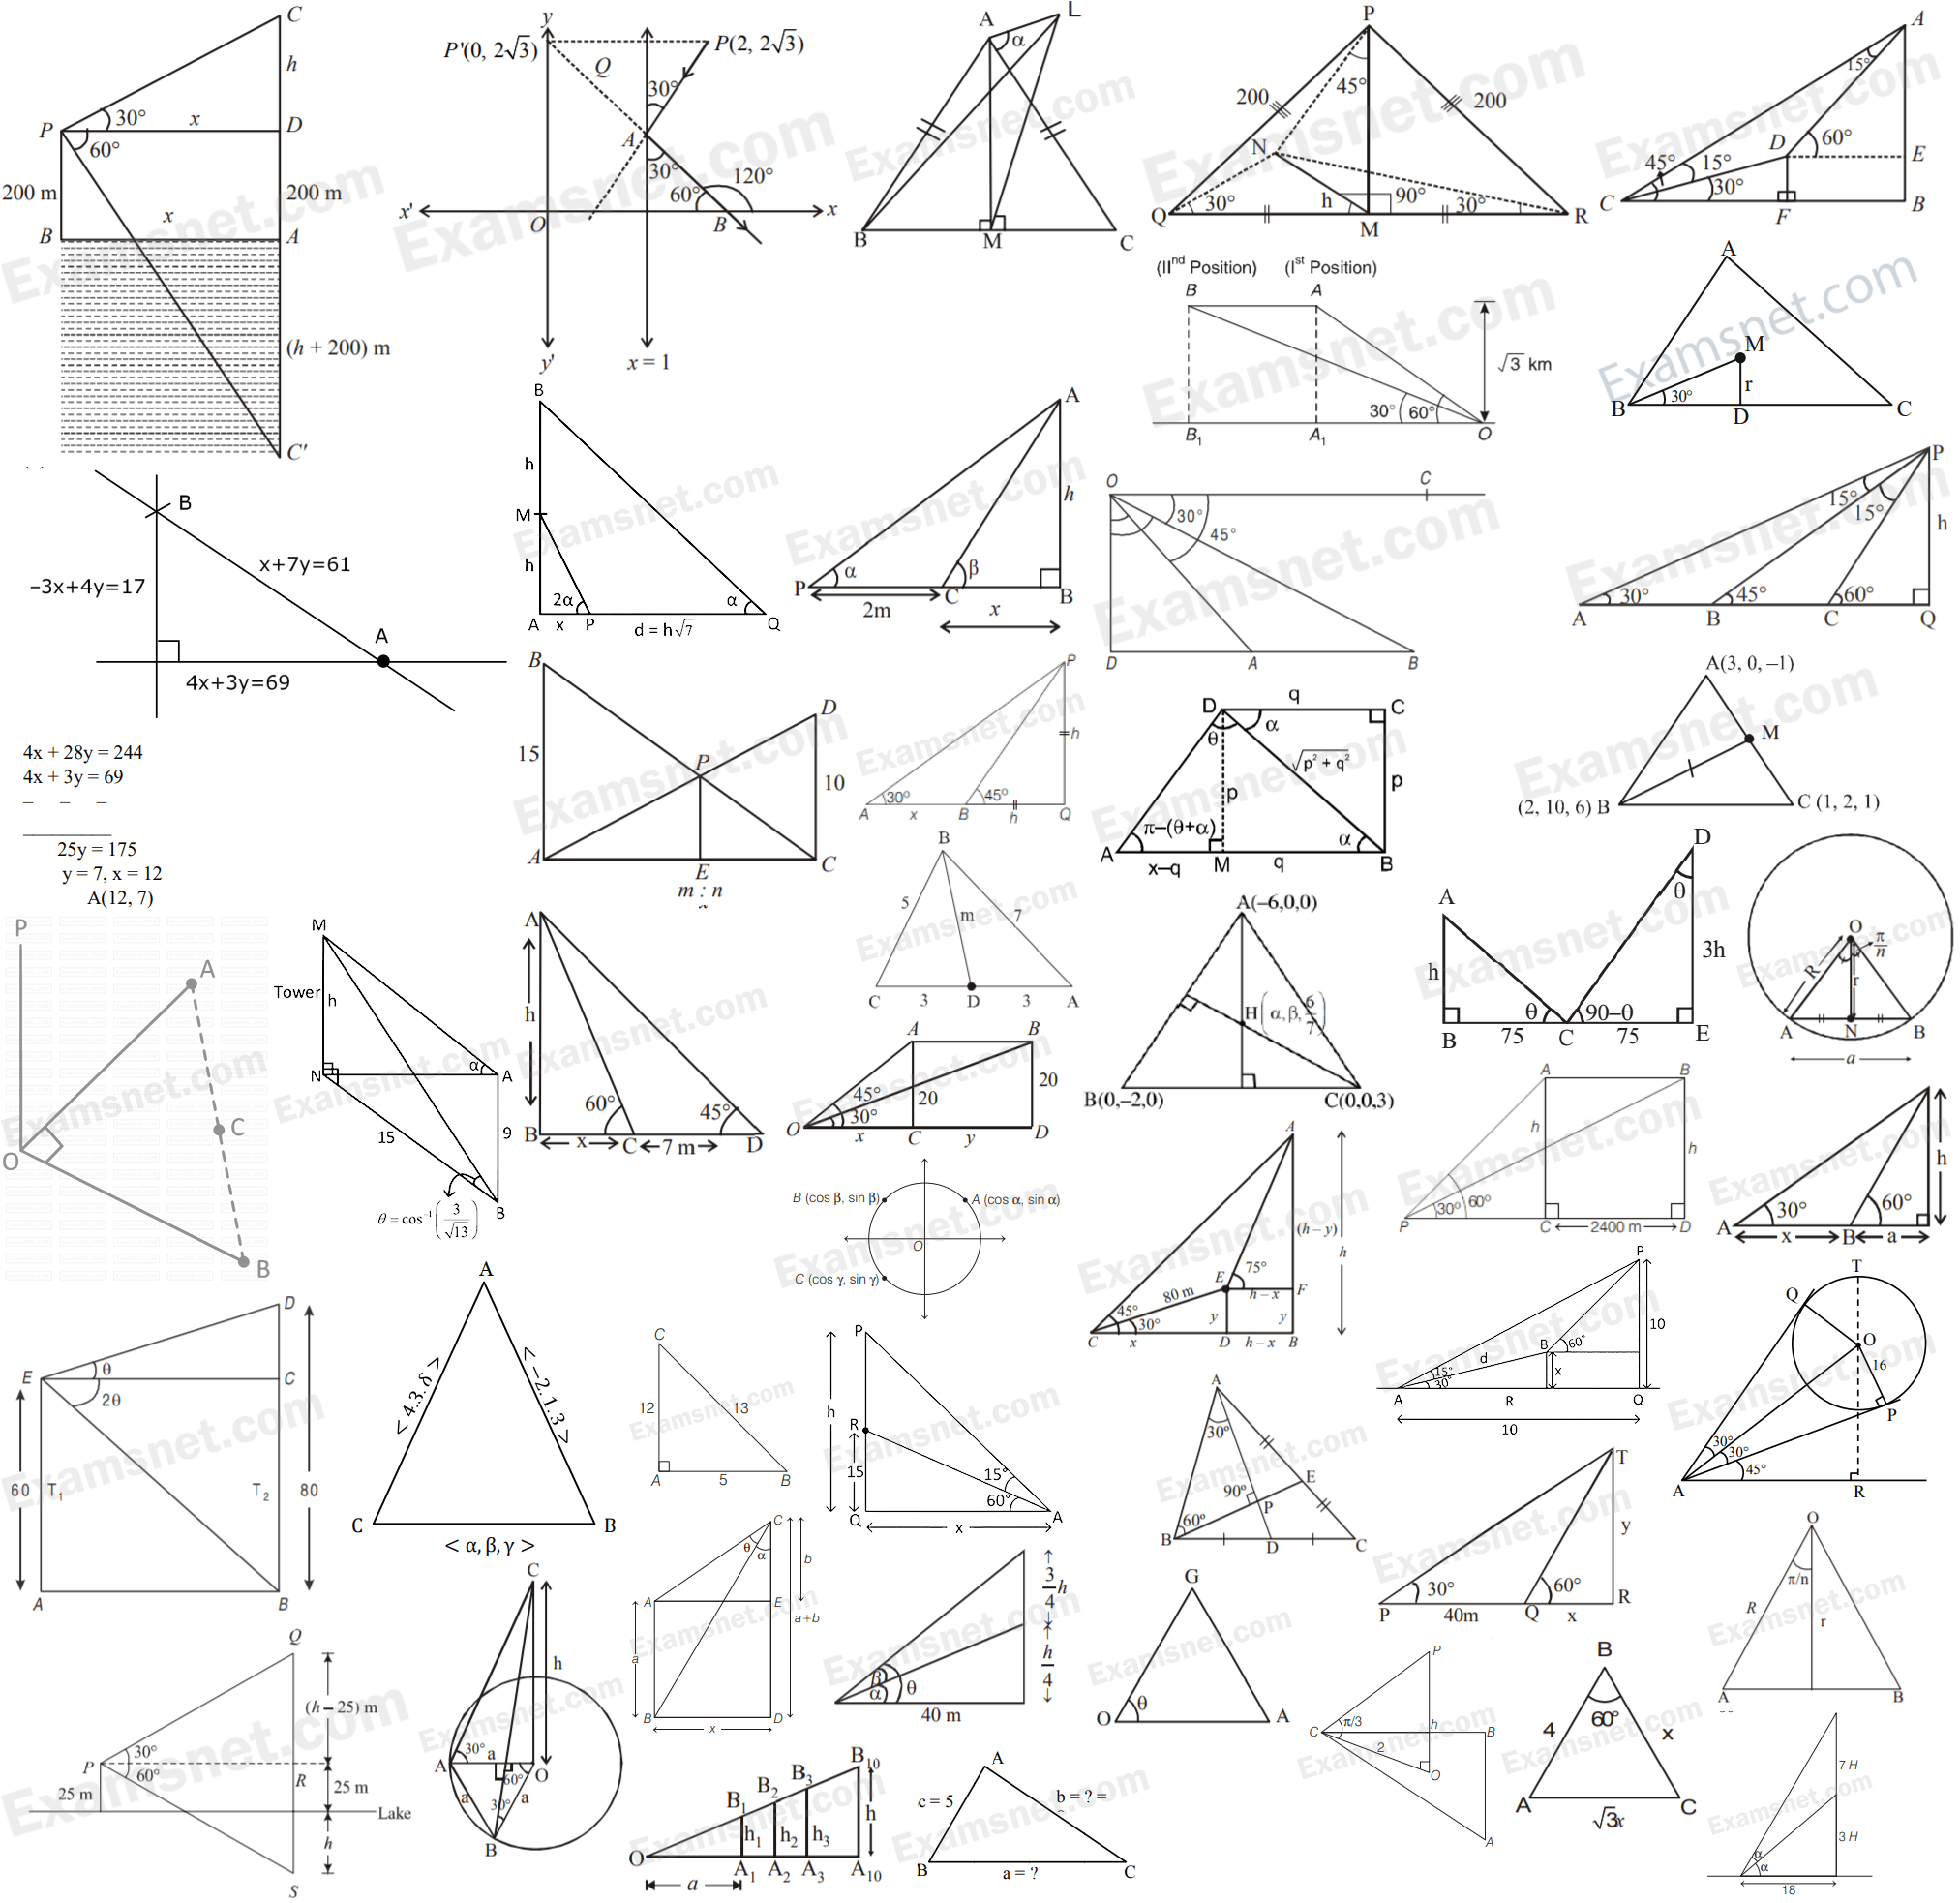 C
h
30°
x
P
D
60°
200 m
200 m
x
B
A
(h + 200) m
C'
y
P'(0, 2√3)
P(2, 2√3)
Q
30°
A
30°
120°
60°
x'
x
O
B
y'
x = 1
A
L
α
B
M
C
P
45°
200
200
N
30°
h
90°
30°
Q
M
R
A
15°
D
60°
E
45°
15°
30°
C
F
B
(IInd Position) (Ist Position)
B
A
√3 km
30°
60°
B1
A1
O
A
M
r
30°
B
D
C
B
x+7y=61
–3x+4y=17
A
4x+3y=69
4x + 28y = 244
4x + 3y = 69
– – –
25y = 175
y = 7, x = 12
A(12, 7)
B
h
M
h
2α
α
A x P
d = h√7
Q
A
h
α
β
P
C
B
2m
x
O
C
30°
45°
D
A
B
P
15°
15°
h
30°
45°
60°
A
B
C
Q
B
D
15
P
10
A
E
C
m : n
P
h
30°
45°
A
x
B
h
Q
D
q
C
θ
α
√p² + q²
p
p
π–(θ+α)
α
A
x–q
M
q
B
A(3, 0, –1)
M
(2, 10, 6) B
C (1, 2, 1)
B
5
m
7
C
3
D
3
A
A(–6,0,0)
H(α, β, 6/7)
B(0,–2,0)
C(0,0,3)
D
A
θ
3h
h
θ
90–θ
B
75
C
75
E
O
π/n
R
r
A
N
B
a
P
A
C
O
B
M
Tower
h
α
N
A
15
9
B
θ = cos⁻¹(3/√13)
A
h
60°
45°
B
x
C
7 m
D
A
B
45°
20
30°
20
O
x
C
y
D
B (cos β, sin β)
A (cos α, sin α)
O
C (cos γ, sin γ)
A
(h – y)
h
E
75°
80 m
h – x
F
45°
30°
y
y
C
x
D
h – x
B
A
B
h
h
30°
60°
P
C
2400 m
D
h
30°
60°
A
x
B
a
D
θ
E
C
2θ
60
T1
T2
80
A
B
A
< 4.3.δ >
< –2.1.3 >
C
B
< α, β, γ >
C
12
13
A
5
B
P
h
R
15
15°
60°
Q
x
A
A
30°
E
90°
P
60°
B
D
C
P
10
B
60°
d
x
15°
30°
A
R
Q
10
T
Q
O
16
P
30°
30°
45°
A
R
T
y
30°
60°
P
40m
Q
x
R
Q
(h – 25) m
30°
P
60°
R
25 m
25 m
Lake
h
S
C
h
30°
a
A
60°
O
a
30°
a
B
C
θ
α
b
A
E
a+b
a
B
D
x
3/4 h
h/4
β
α
θ
40 m
G
θ
O
A
O
π/n
R
r
A
B
P
π/3
h
C
B
2
O
A
B
60°
4
x
A
C
√3x
7 H
3 H
α
α
18
B1
B2
B3
B10
h1
h2
h3
h
O
A1
A2
A3
A10
a
A
c = 5
b = ? =
B
a = ?
C
Examsnet.com